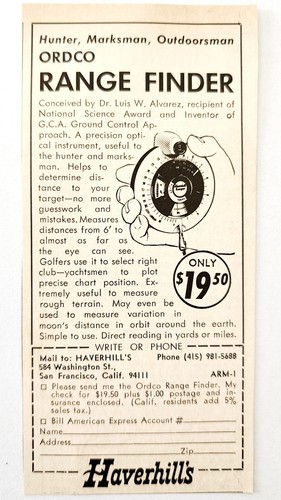 Hunter, Marksman, Outdoorsman
ORDCO
RANGE FINDER
Conceived by Dr. Luis W. Alvarez, recipient of
National Science Award and Inventor of
G.C.A. Ground Control Ap-
proach. A precision opti-
cal instrument, useful to
the hunter and marks-
man. Helps to
determine dis-
tance to your
target—no more
guesswork and
mistakes. Measures
distances from 6' to
almost as far as
the eye can see.
Golfers use it to select right
club—yachtsmen to plot
precise chart position. Ex-
tremely useful to measure
rough terrain. May even be
used to measure variation in
moon's distance in orbit around the earth.
Simple to use. Direct reading in yards or miles.
ONLY
$19.50
WRITE OR PHONE
Mail to: HAVERHILL'S Phone (415) 981-5688
584 Washington St.,
San Francisco, Calif. 94111 ARM-1
Please send me the Ordco Range Finder. My
check for $19.50 plus $1.00 postage and in-
surance enclosed. (Calif. residents add 5%
sales tax.)
Bill American Express Account #
Name
Address
Zip
Haverhill's